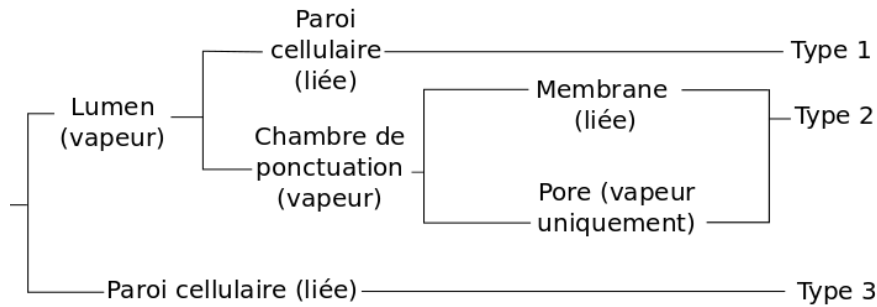 Paroi
cellulaire
(liée)
Type 1
Lumen
(vapeur)
Chambre de
ponctuation
(vapeur)
Membrane
(liée)
Type 2
Pore (vapeur
uniquement)
Paroi cellulaire (liée)
Type 3